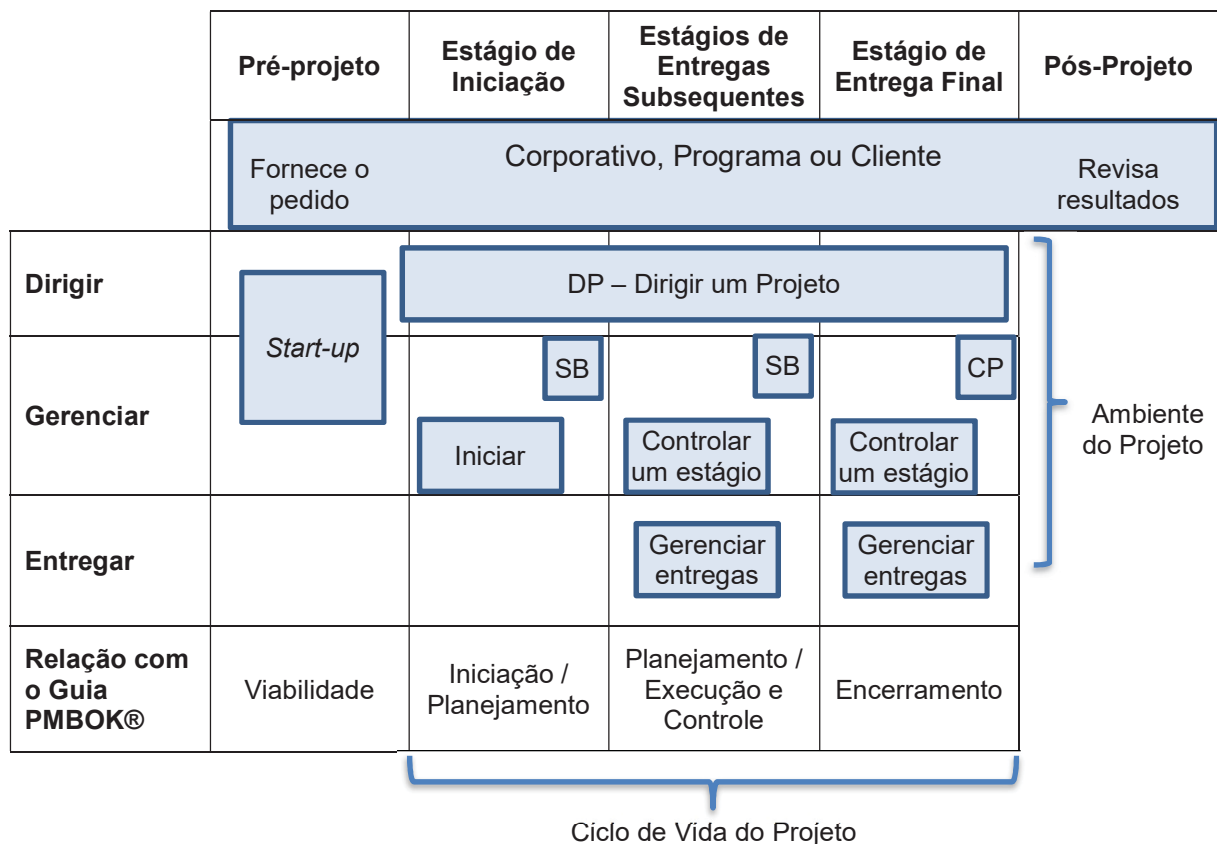 Pré-projeto
Estágio de
Iniciação
Estágios de
Entregas
Subsequentes
Estágio de
Entrega Final
Pós-Projeto
Fornece o
pedido
Corporativo, Programa ou Cliente
Revisa
resultados
Dirigir
DP – Dirigir um Projeto
Start-up
Gerenciar
SB
SB
CP
Iniciar
Controlar
um estágio
Controlar
um estágio
Ambiente
do Projeto
Entregar
Gerenciar
entregas
Gerenciar
entregas
Relação com
o Guia
PMBOK®
Viabilidade
Iniciação /
Planejamento
Planejamento /
Execução e
Controle
Encerramento
Ciclo de Vida do Projeto